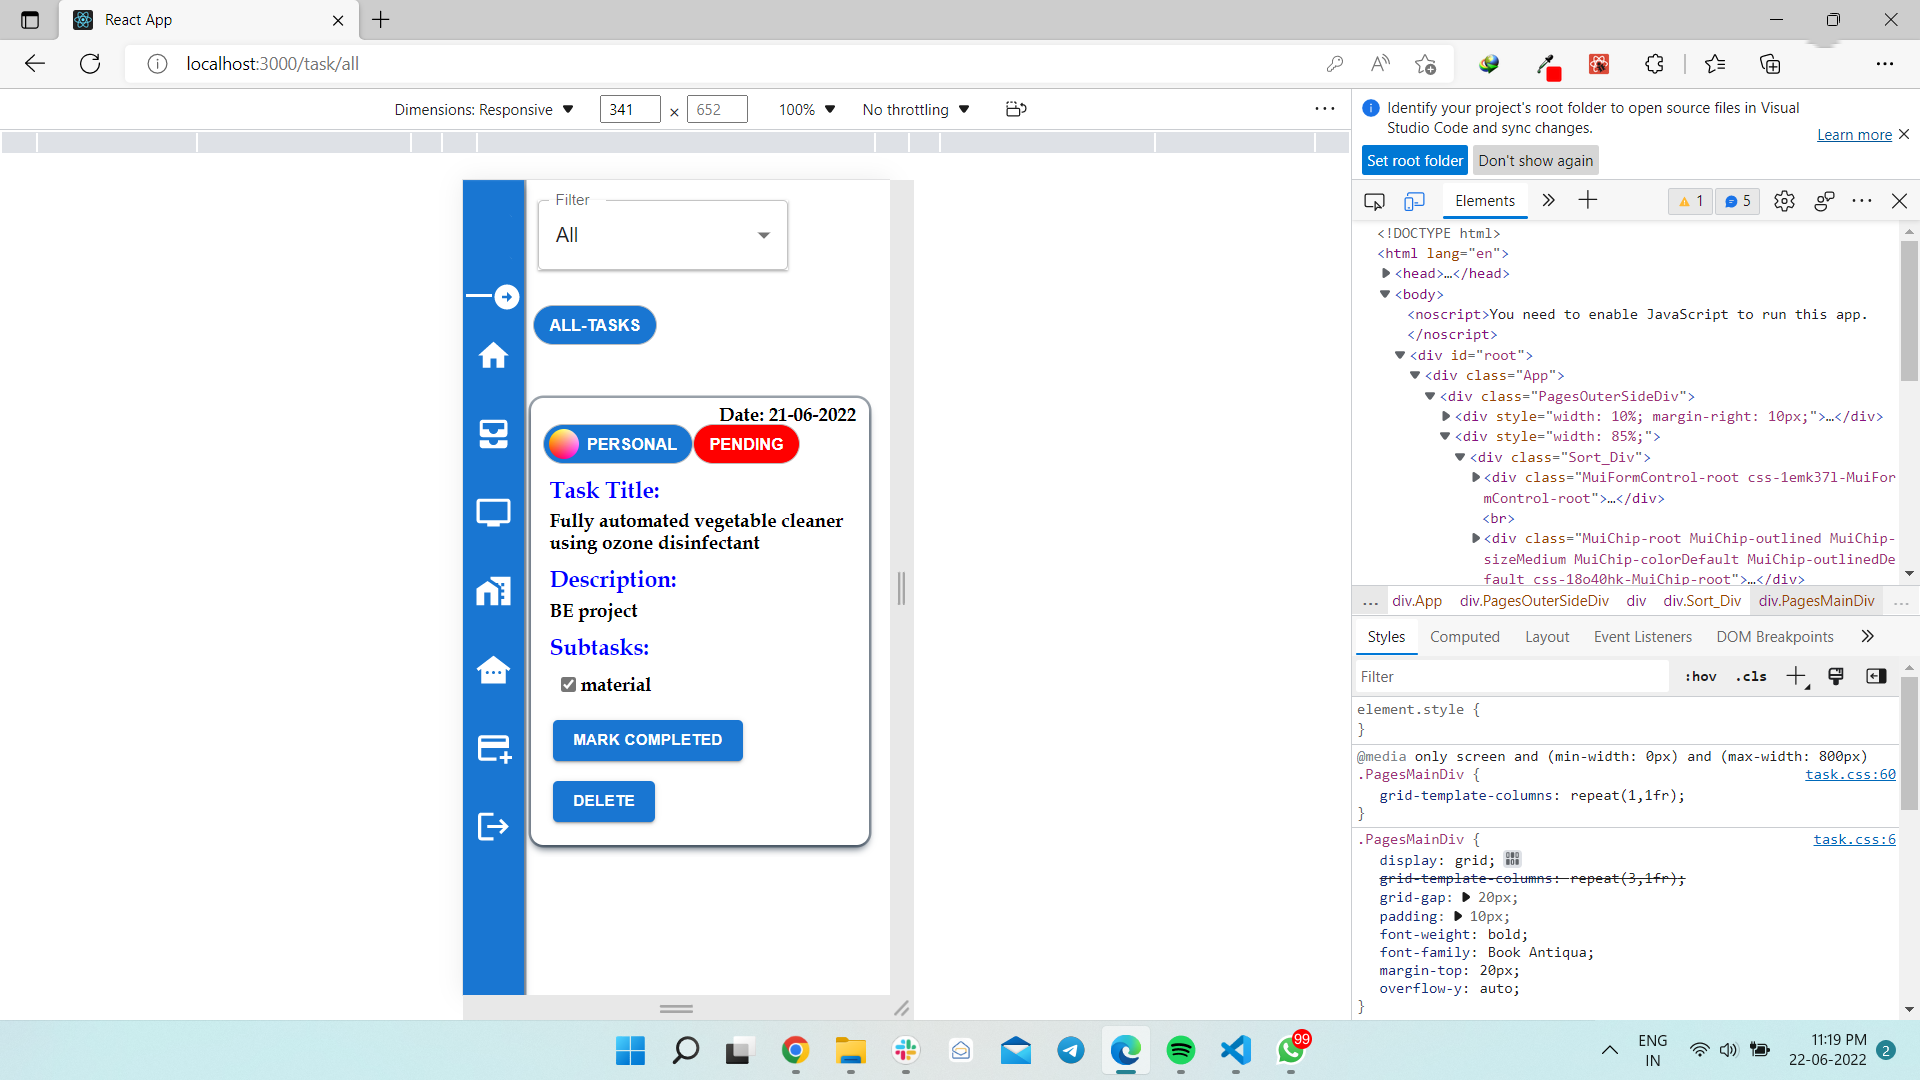 React App
localhost:3000/task/all
Dimensions: Responsive 341 × 652 100% No throttling
Filter
All
ALL-TASKS
Date: 21-06-2022
PERSONAL PENDING
Task Title:
Fully automated vegetable cleaner
using ozone disinfectant
Description:
BE project
Subtasks:
material
MARK COMPLETED
DELETE
Identify your project's root folder to open source files in Visual
Studio Code and sync changes.
Learn more
Set root folder Don't show again
Elements 1 5
<!DOCTYPE html>
<html lang="en">
<head>…</head>
<body>
<noscript>You need to enable JavaScript to run this app.
</noscript>
<div id="root">
<div class="App">
<div class="PagesOuterSideDiv">
<div style="width: 10%; margin-right: 10px;">…</div>
<div style="width: 85%;">
<div class="Sort_Div">
<div class="MuiFormControl-root css-1emk37l-MuiFor
mControl-root">…</div>
<br>
<div class="MuiChip-root MuiChip-outlined MuiChip-
sizeMedium MuiChip-colorDefault MuiChip-outlinedDe
fault css-18o40hk-MuiChip-root">…</div>
… div.App div.PagesOuterSideDiv div div.Sort_Div div.PagesMainDiv …
Styles Computed Layout Event Listeners DOM Breakpoints
Filter :hov .cls
element.style {
}
@media only screen and (min-width: 0px) and (max-width: 800px)
.PagesMainDiv { task.css:60
grid-template-columns: repeat(1,1fr);
}
.PagesMainDiv { task.css:6
display: grid;
grid-template-columns: repeat(3,1fr);
grid-gap: 20px;
padding: 10px;
font-weight: bold;
font-family: Book Antiqua;
margin-top: 20px;
overflow-y: auto;
}
99
ENG
IN
11:19 PM
22-06-2022
2